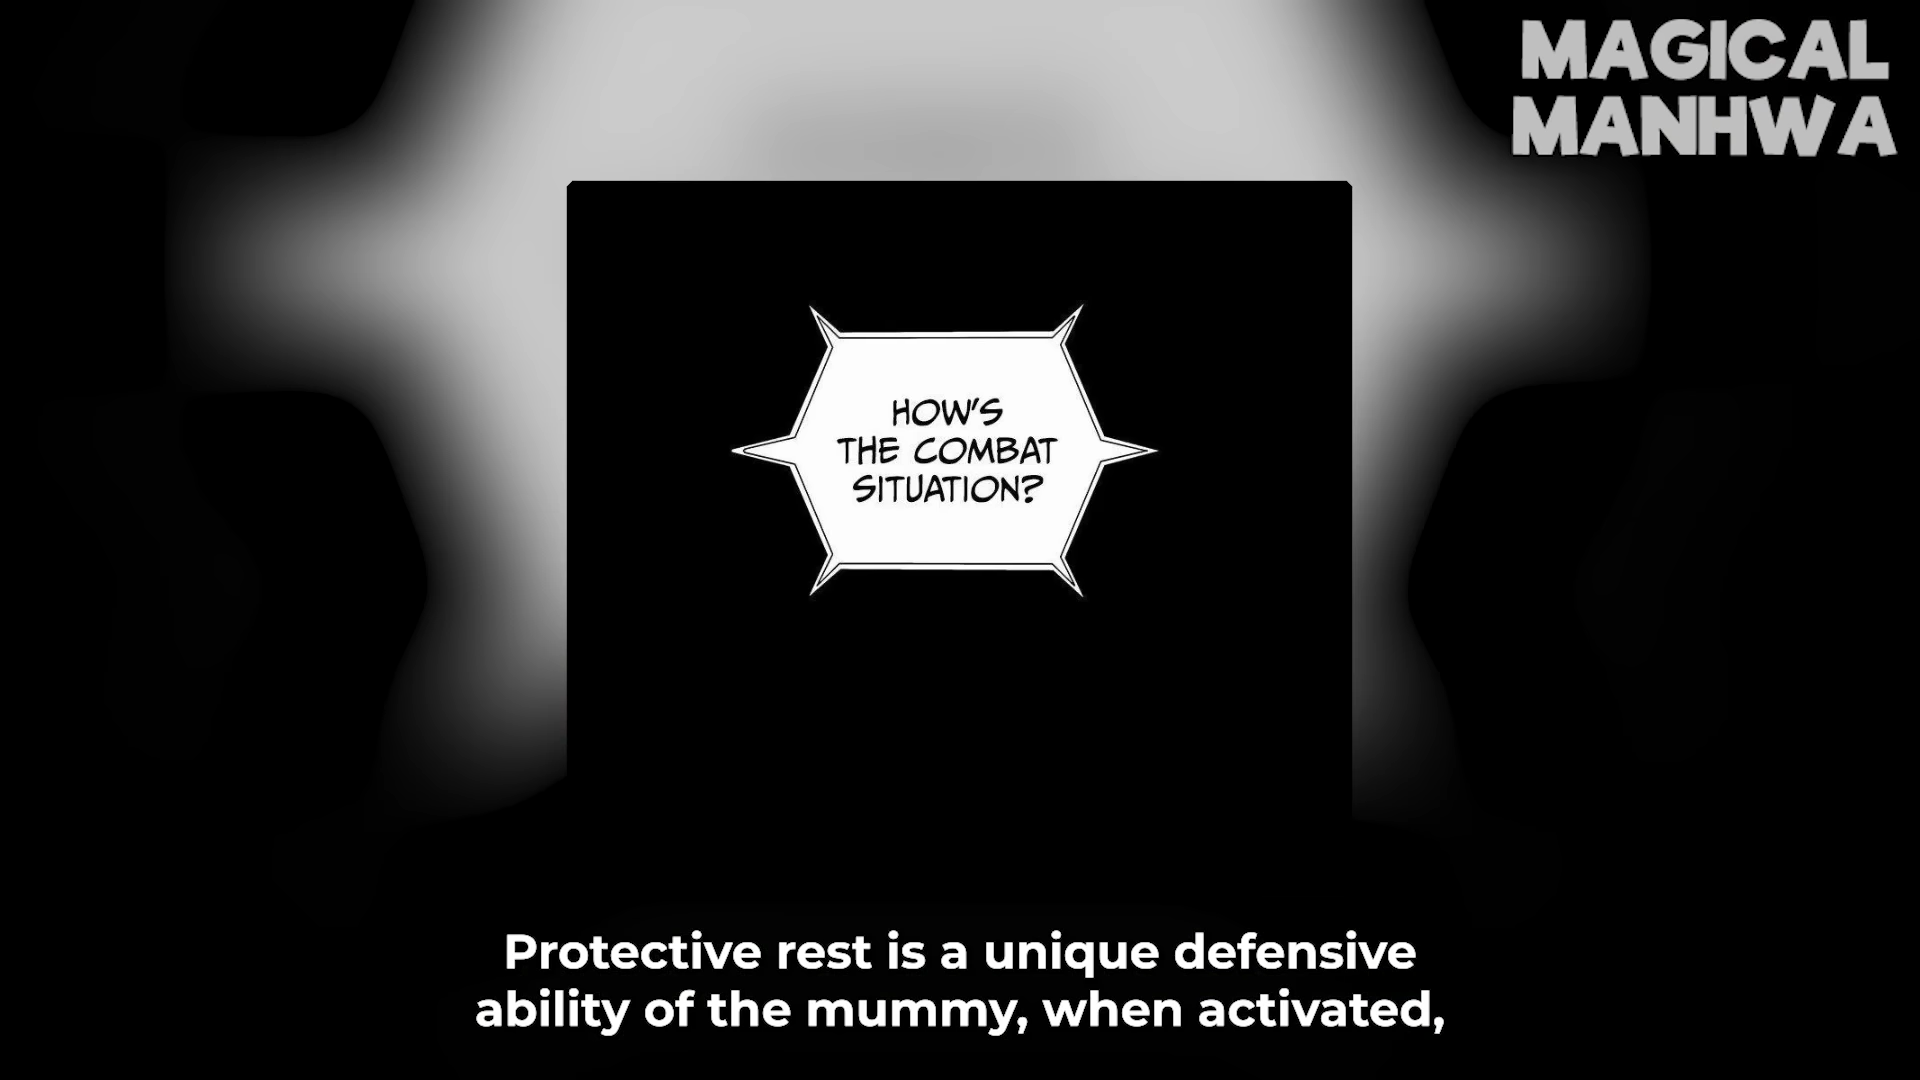 MAGICAL
MANHWA
HOW'S
THE COMBAT
SITUATION?
Protective rest is a unique defensive
ability of the mummy, when activated,